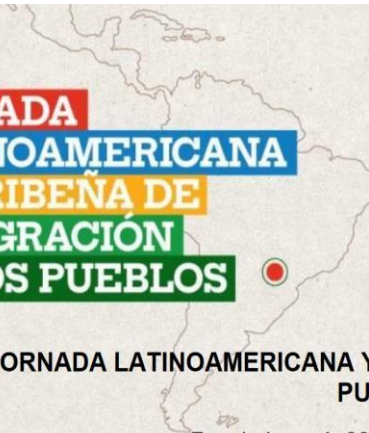 ADA
NOAMERICANA
RIBEÑA DE
GRACIÓN
OS PUEBLOS
ORNADA LATINOAMERICANA Y
PU